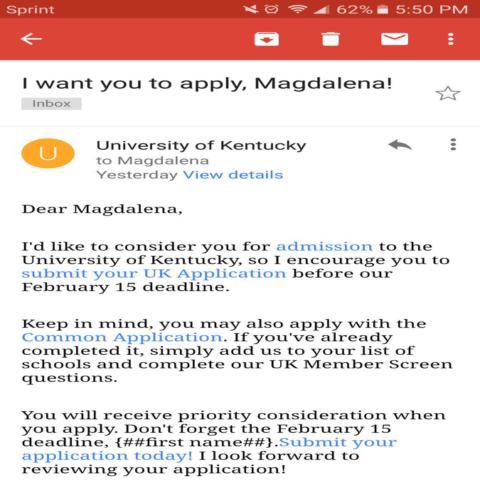 Sprint 62% 5:50 PM
I want you to apply, Magdalena!
Inbox
U
University of Kentucky
to Magdalena
Yesterday View details
Dear Magdalena,
I'd like to consider you for admission to the
University of Kentucky, so I encourage you to
submit your UK Application before our
February 15 deadline.
Keep in mind, you may also apply with the
Common Application. If you've already
completed it, simply add us to your list of
schools and complete our UK Member Screen
questions.
You will receive priority consideration when
you apply. Don't forget the February 15
deadline, {##first name##}.Submit your
application today! I look forward to
reviewing your application!